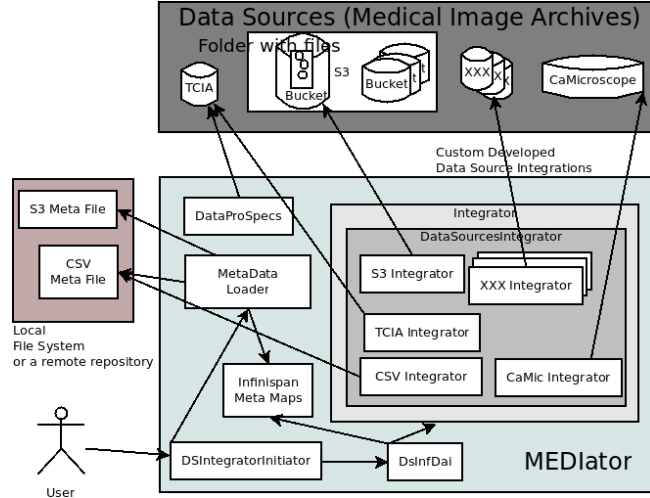 Data Sources (Medical Image Archives)
Folder with files
TCIA
Bucket
S3
Bucket
XXX
CaMicroscope
Custom Developed
Data Source Integrations
S3 Meta File
CSV
Meta File
Local
File System
or a remote repository
DataProSpecs
MetaData
Loader
Infinispan
Meta Maps
Integrator
DataSourcesIntegrator
S3 Integrator
XXX Integrator
TCIA Integrator
CSV Integrator
CaMic Integrator
DSIntegratorInitiator
DsInfDai
MEDIator
User